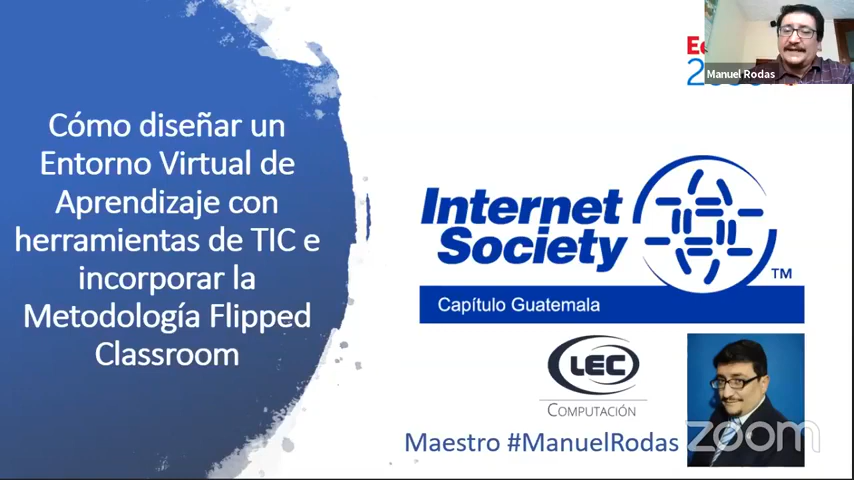 Cómo diseñar un
Entorno Virtual de
Aprendizaje con
herramientas de TIC e
incorporar la
Metodología Flipped
Classroom
Manuel Rodas
Internet
Society
TM
Capítulo Guatemala
LEC
COMPUTACIÓN
Maestro #ManuelRodas
zoom